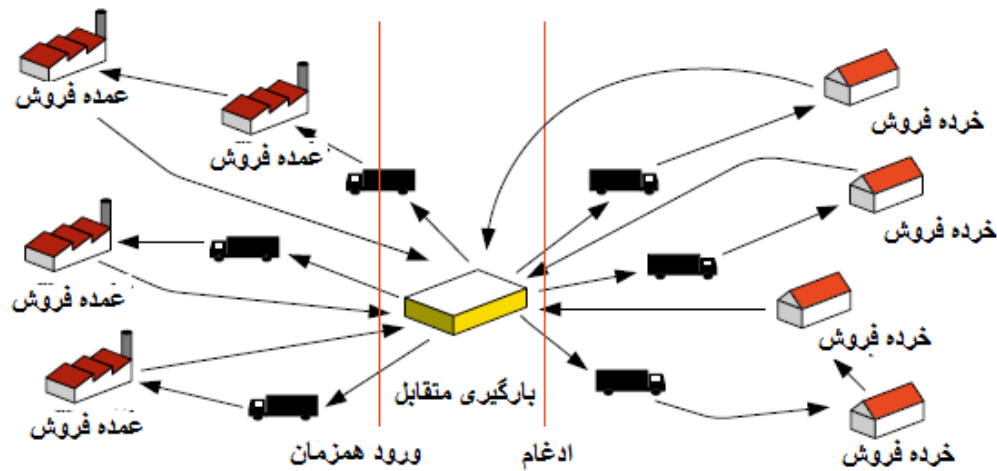 عمده فروش
عمده فروش
خرده فروش
خرده فروش
عمده فروش
خرده فروش
بارگیری متقابل
عمده فروش
خرده فروش
ادغام
ورود همزمان